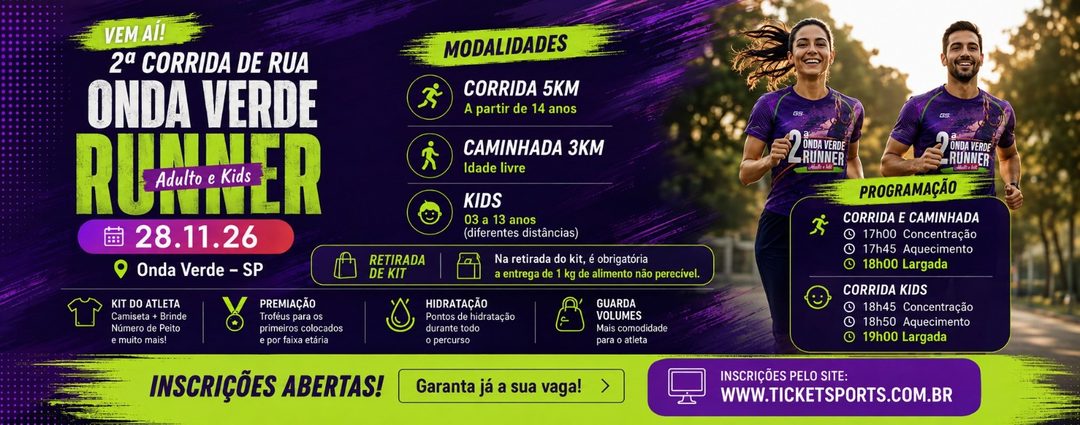 VEM AÍ!
2ª CORRIDA DE RUA
ONDA VERDE
RUNNER
Adulto e Kids
28.11.26
Onda Verde – SP
MODALIDADES
CORRIDA 5KM
A partir de 14 anos
CAMINHADA 3KM
Idade livre
KIDS
03 a 13 anos
(diferentes distâncias)
RETIRADA
DE KIT
Na retirada do kit, é obrigatória
a entrega de 1 kg de alimento não perecível.
KIT DO ATLETA
Camiseta + Brinde
Número de Peito
e muito mais!
PREMIAÇÃO
Troféus para os
primeiros colocados
e por faixa etária
HIDRATAÇÃO
Pontos de hidratação
durante todo
o percurso
GUARDA
VOLUMES
Mais comodidade
para o atleta
GS.
2ª
ONDA VERDE
RUNNER
Adulto e Kids
GS.
2ª
ONDA VERDE
RUNNER
Adulto e Kids
PROGRAMAÇÃO
CORRIDA E CAMINHADA
17h00 Concentração
17h45 Aquecimento
18h00 Largada
CORRIDA KIDS
18h45 Concentração
18h50 Aquecimento
19h00 Largada
INSCRIÇÕES ABERTAS!
Garanta já a sua vaga!
INSCRIÇÕES PELO SITE:
WWW.TICKETSPORTS.COM.BR